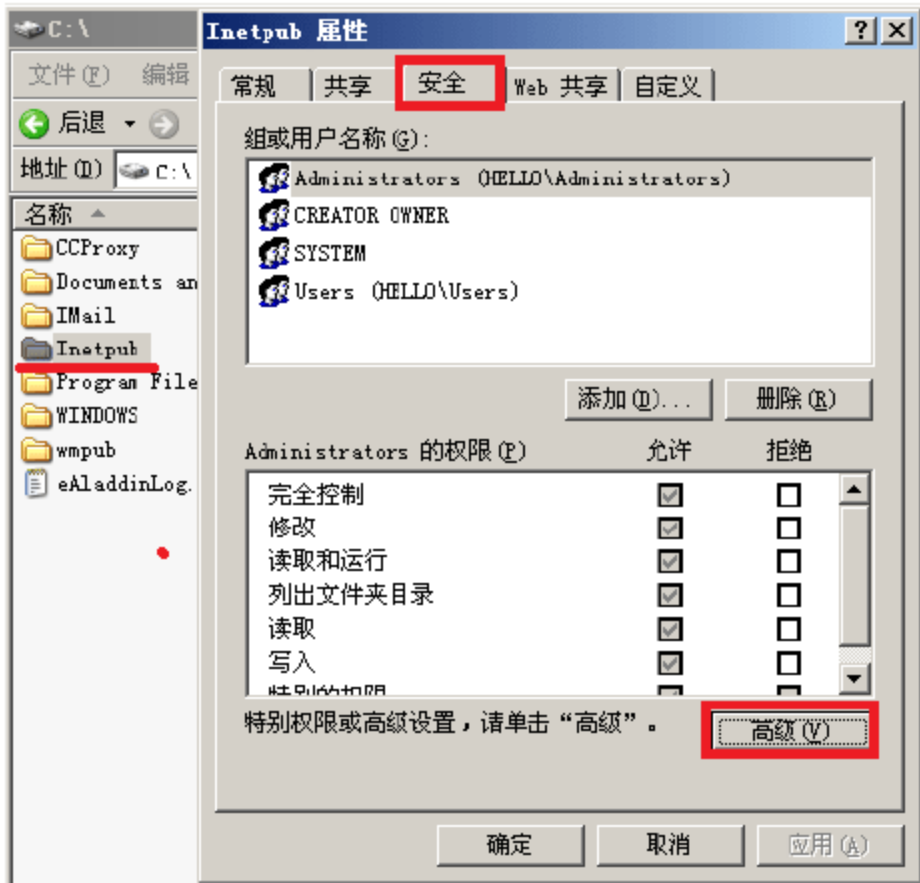 C:\
文件(F) 编辑
后退
地址(D) C:\
名称
CCProxy
Documents an
IMail
Inetpub
Program File
WINDOWS
wmpub
eAladdinLog.
Inetpub 属性
常规 共享 安全 Web 共享 自定义
组或用户名称(G):
Administrators (HELLO\Administrators)
CREATOR OWNER
SYSTEM
Users (HELLO\Users)
添加(D)... 删除(R)
Administrators 的权限(P) 允许 拒绝
完全控制
修改
读取和运行
列出文件夹目录
读取
写入
特别的权限
特别权限或高级设置，请单击“高级”。
高级(V)
确定 取消 应用(A)